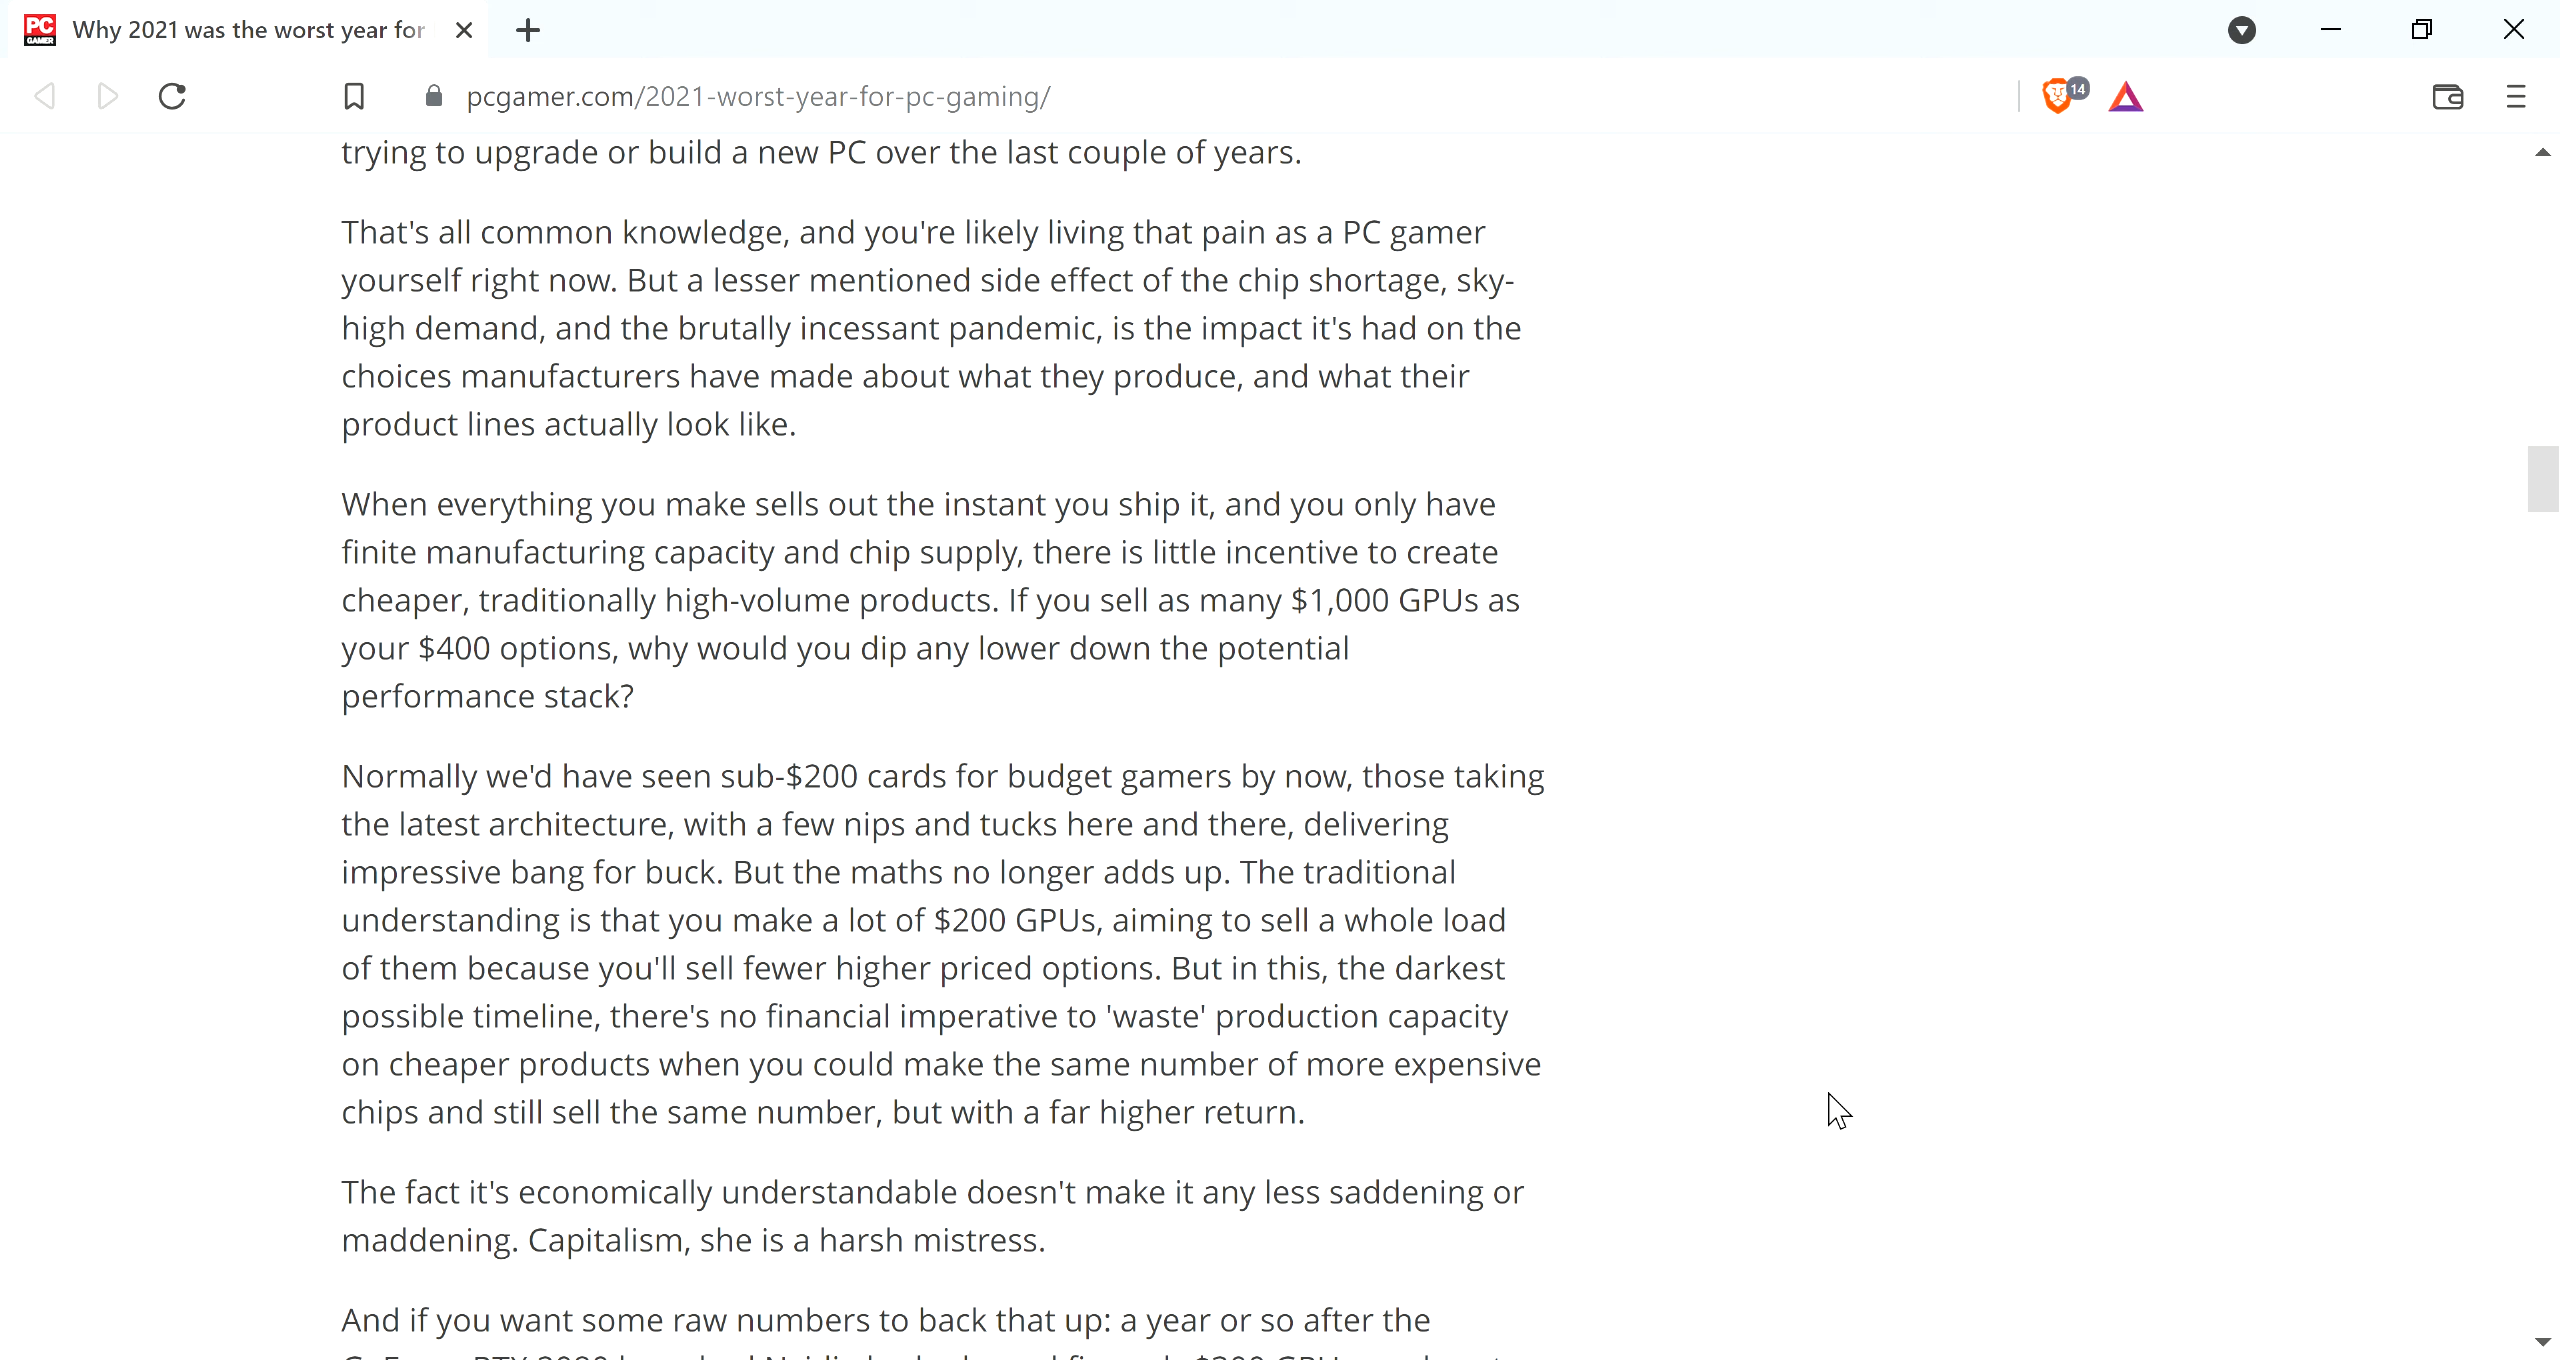 PC
GAMER
Why 2021 was the worst year for
pcgamer.com/2021-worst-year-for-pc-gaming/
14
trying to upgrade or build a new PC over the last couple of years.
That's all common knowledge, and you're likely living that pain as a PC gamer
yourself right now. But a lesser mentioned side effect of the chip shortage, sky-
high demand, and the brutally incessant pandemic, is the impact it's had on the
choices manufacturers have made about what they produce, and what their
product lines actually look like.
When everything you make sells out the instant you ship it, and you only have
finite manufacturing capacity and chip supply, there is little incentive to create
cheaper, traditionally high-volume products. If you sell as many $1,000 GPUs as
your $400 options, why would you dip any lower down the potential
performance stack?
Normally we'd have seen sub-$200 cards for budget gamers by now, those taking
the latest architecture, with a few nips and tucks here and there, delivering
impressive bang for buck. But the maths no longer adds up. The traditional
understanding is that you make a lot of $200 GPUs, aiming to sell a whole load
of them because you'll sell fewer higher priced options. But in this, the darkest
possible timeline, there's no financial imperative to 'waste' production capacity
on cheaper products when you could make the same number of more expensive
chips and still sell the same number, but with a far higher return.
The fact it's economically understandable doesn't make it any less saddening or
maddening. Capitalism, she is a harsh mistress.
And if you want some raw numbers to back that up: a year or so after the